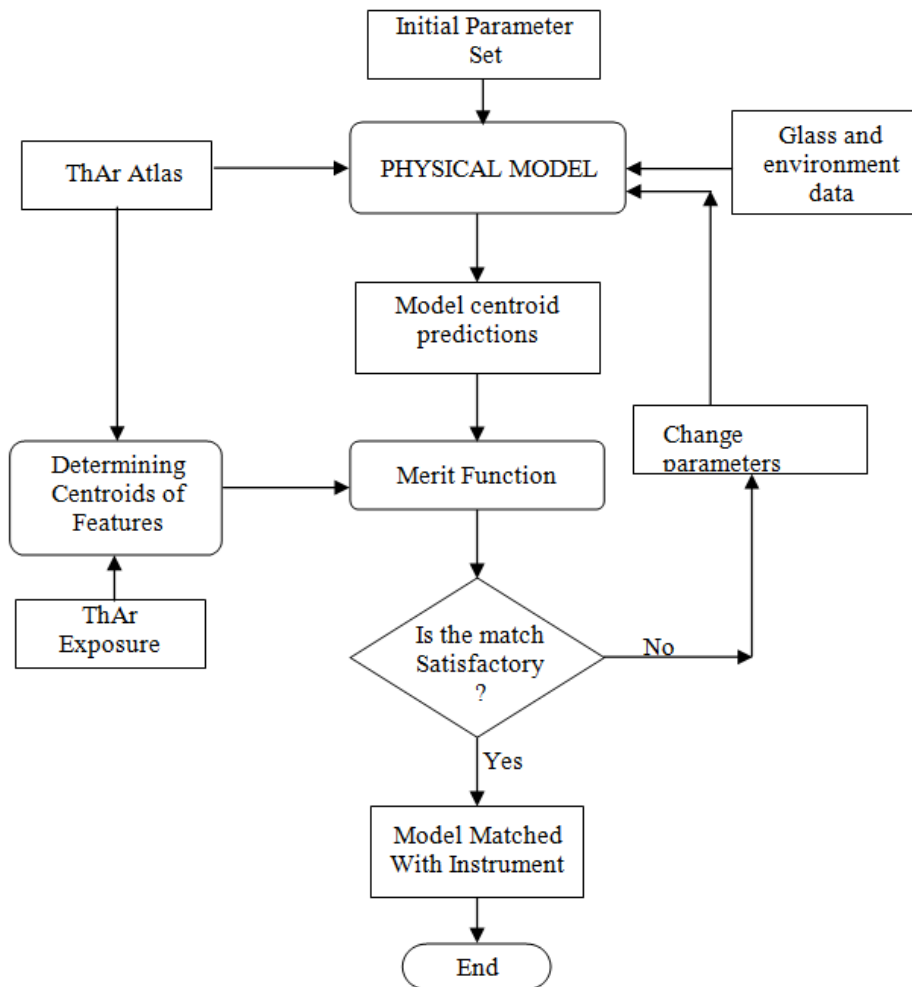 Initial Parameter
Set
ThAr Atlas
PHYSICAL MODEL
Glass and
environment
data
Model centroid
predictions
Change
parameters
Determining
Centroids of
Features
Merit Function
ThAr
Exposure
Is the match
Satisfactory
?
No
Yes
Model Matched
With Instrument
End